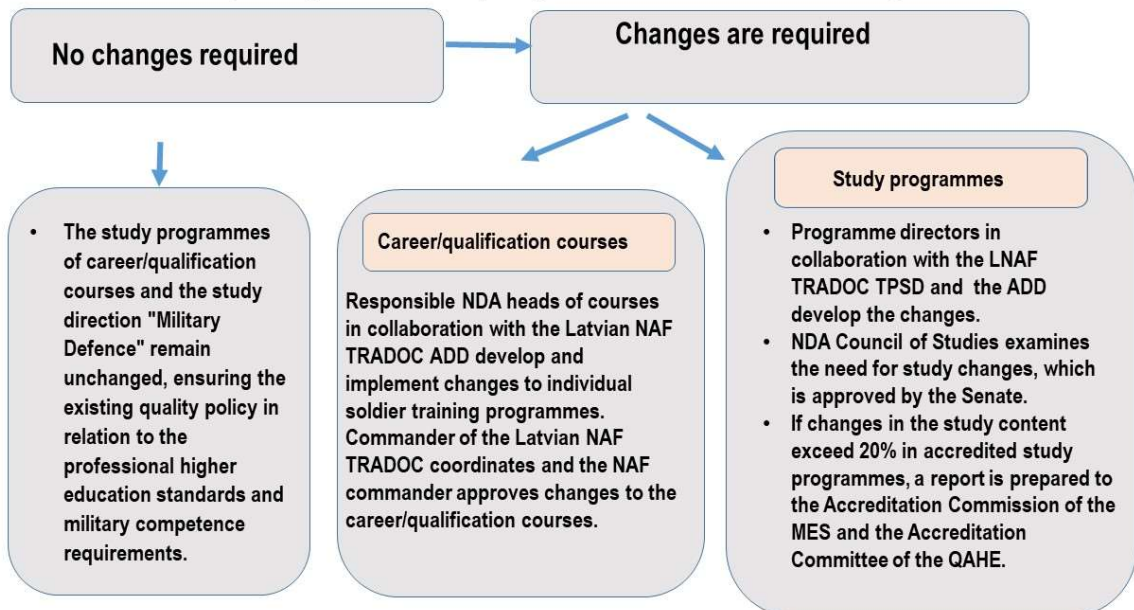 No changes required
Changes are required
• The study programmes
of career/qualification
courses and the study
direction "Military
Defence" remain
unchanged, ensuring the
existing quality policy in
relation to the
professional higher
education standards and
military competence
requirements.
Career/qualification courses
Responsible NDA heads of courses
in collaboration with the Latvian NAF
TRADOC ADD develop and
implement changes to individual
soldier training programmes.
Commander of the Latvian NAF
TRADOC coordinates and the NAF
commander approves changes to the
career/qualification courses.
Study programmes
• Programme directors in
collaboration with the LNAF
TRADOC TPSD and the ADD
develop the changes.
• NDA Council of Studies examines
the need for study changes, which
is approved by the Senate.
• If changes in the study content
exceed 20% in accredited study
programmes, a report is prepared to
the Accreditation Commission of the
MES and the Accreditation
Committee of the QAHE.